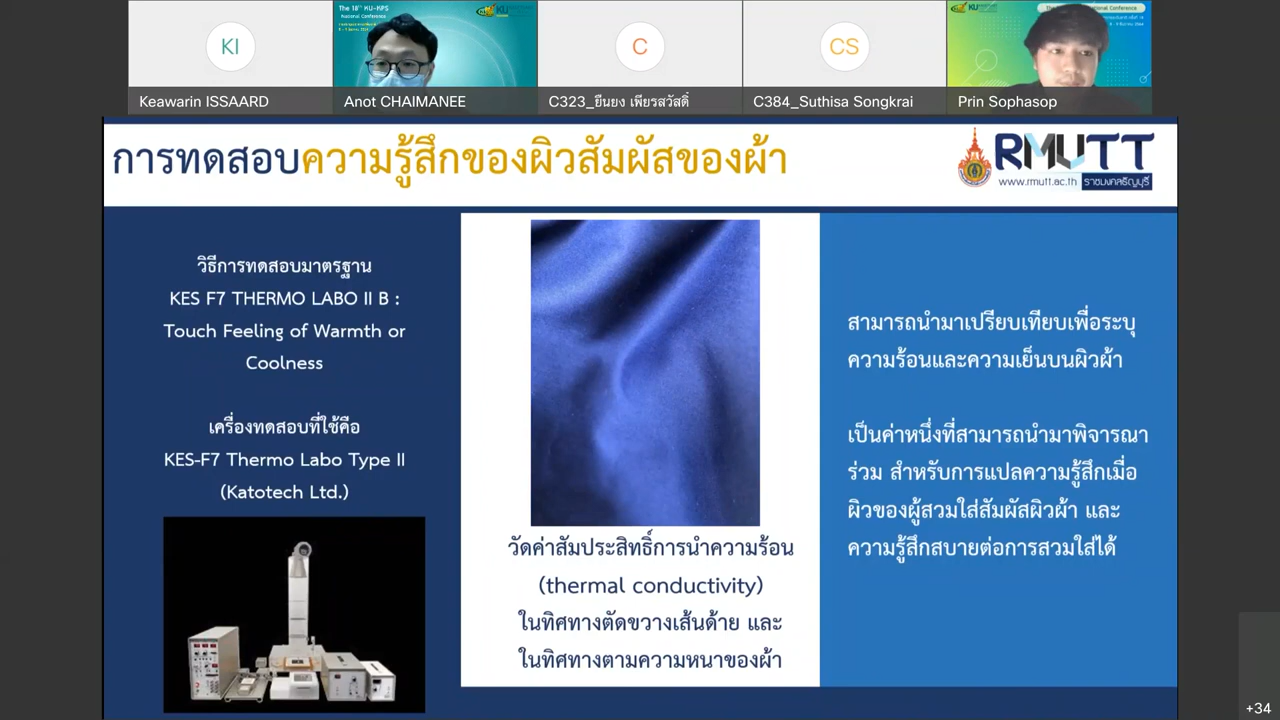 KI
Keawarin ISSAARD
The 18th KU-KPS
National Conference
Anot CHAIMANEE
C
C323_ยืนยง เพียรสวัสดิ์
CS
C384_Suthisa Songkrai
Prin Sophasop
การทดสอบความรู้สึกของผิวสัมผัสของผ้า
RMUTT
www.rmutt.ac.th ราชมงคลธัญบุรี
วิธีการทดสอบมาตรฐาน
KES F7 THERMO LABO II B :
Touch Feeling of Warmth or
Coolness
เครื่องทดสอบที่ใช้คือ
KES-F7 Thermo Labo Type II
(Katotech Ltd.)
วัดค่าสัมประสิทธิ์การนำความร้อน
(thermal conductivity)
ในทิศทางตัดขวางเส้นด้าย และ
ในทิศทางตามความหนาของผ้า
สามารถนำมาเปรียบเทียบเพื่อระบุ
ความร้อนและความเย็นบนผิวผ้า
เป็นค่าหนึ่งที่สามารถนำมาพิจารณา
ร่วม สำหรับการแปลความรู้สึกเมื่อ
ผิวของผู้สวมใส่สัมผัสผิวผ้า และ
ความรู้สึกสบายต่อการสวมใส่ได้
+34